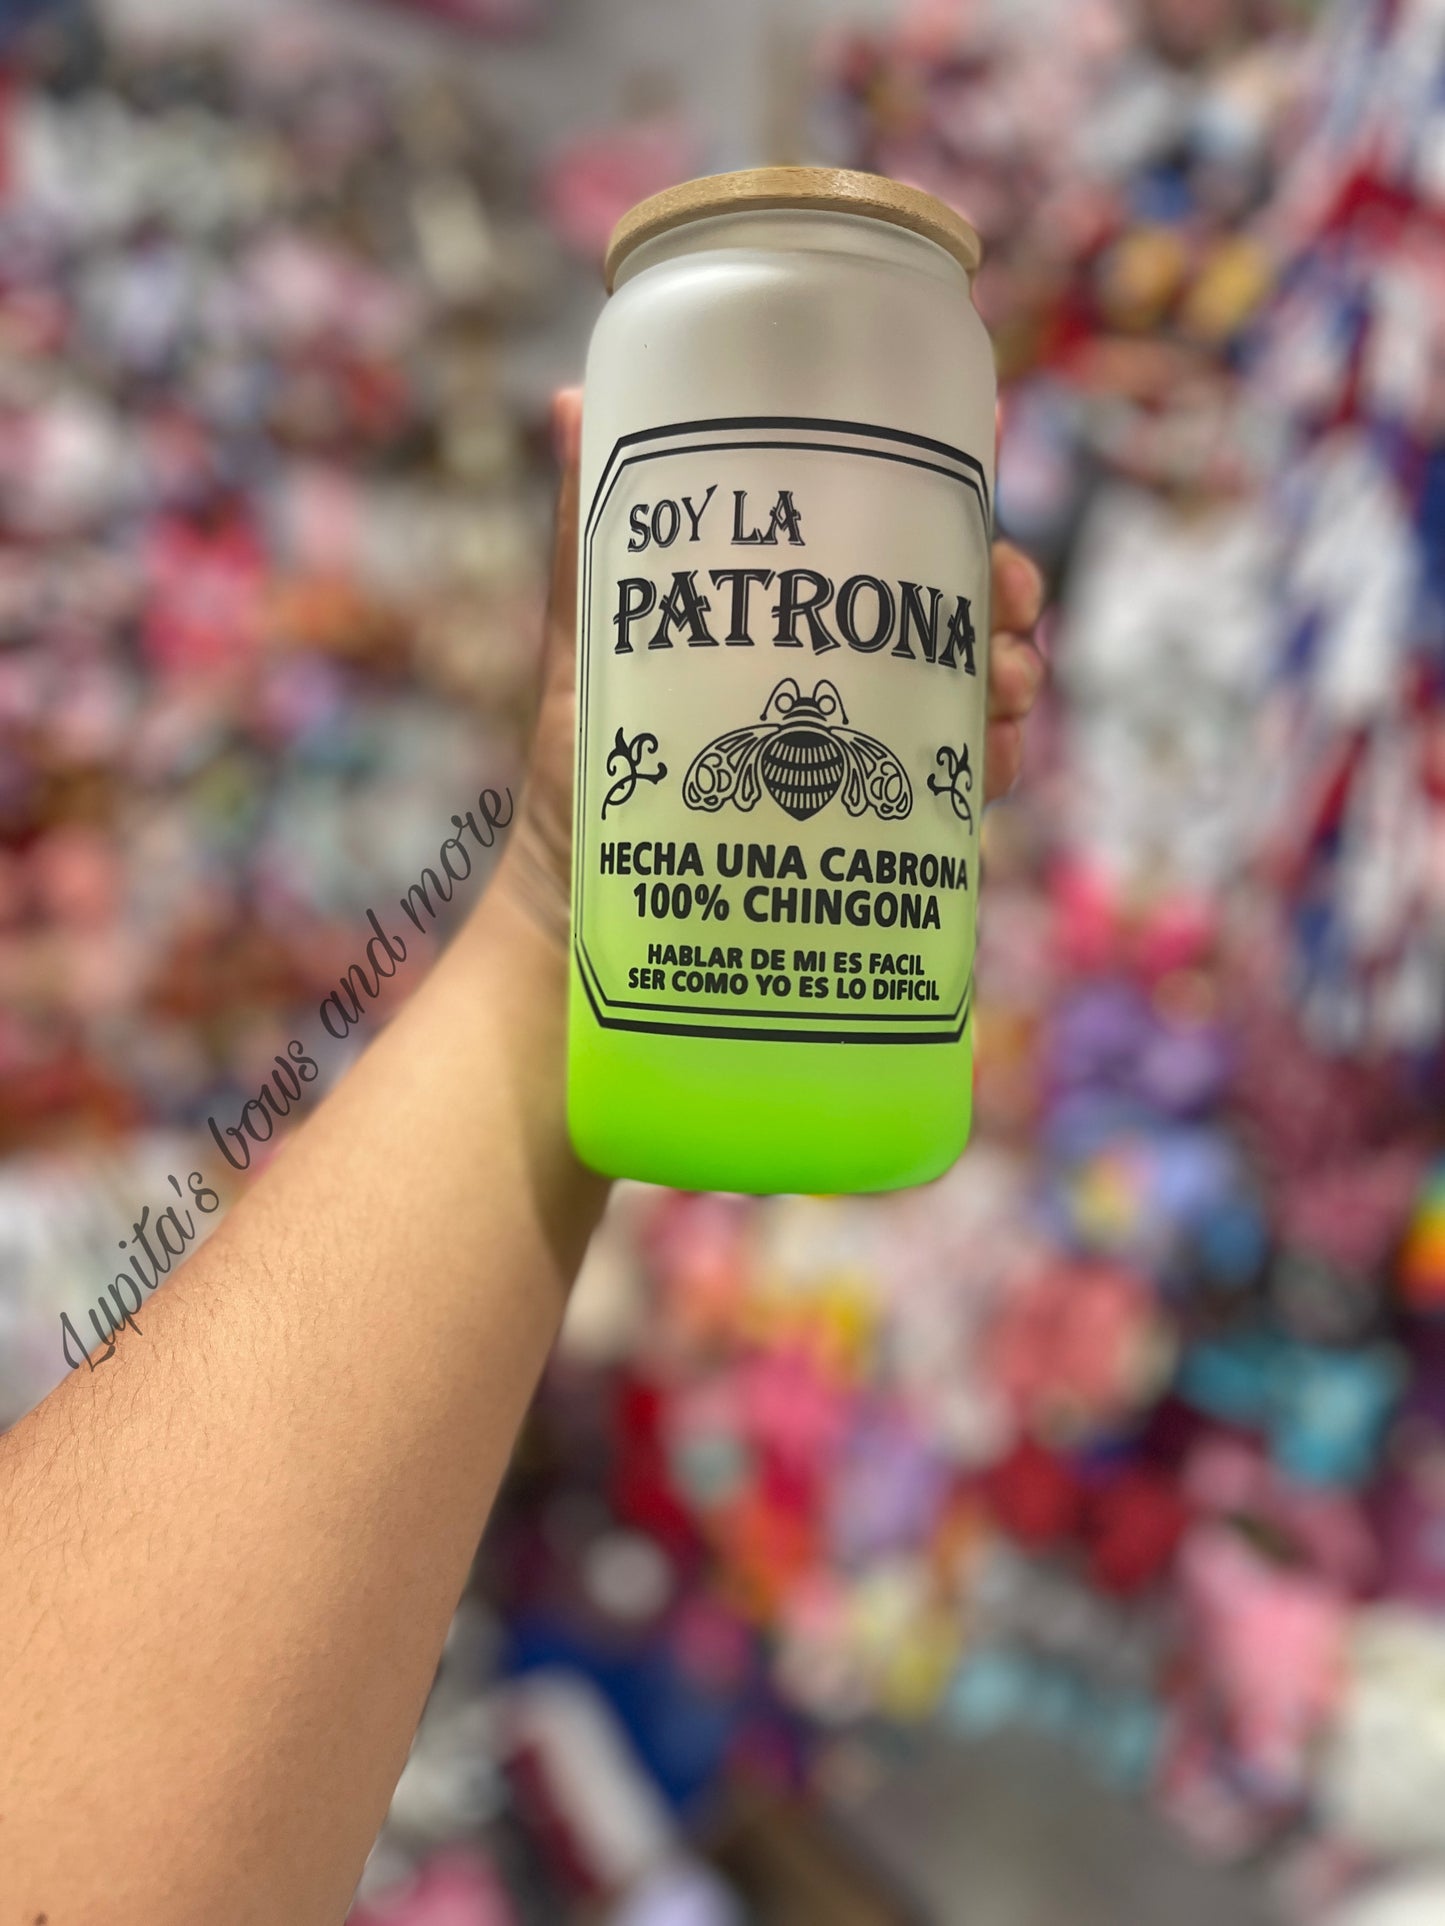 SOY LA
PATRONA
HECHA UNA CABRONA
100% CHINGONA
HABLAR DE MI ES FACIL
SER COMO YO ES LO DIFICIL
Lupita's bows and more